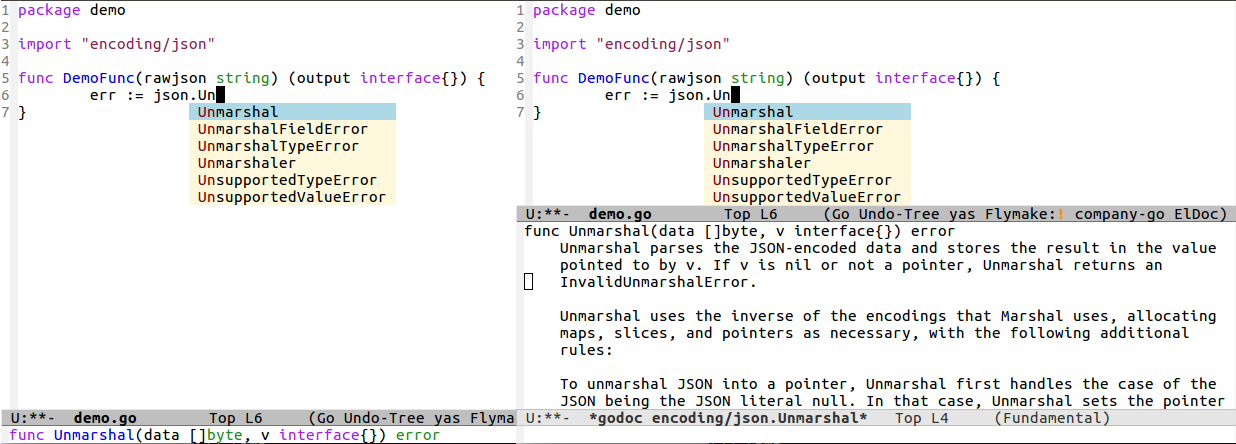 1 package demo
2
3 import "encoding/json"
4
5 func DemoFunc(rawjson string) (output interface{}) {
6         err := json.Un
7 }
Unmarshal
UnmarshalFieldError
UnmarshalTypeError
Unmarshaler
UnsupportedTypeError
UnsupportedValueError
U:**-  demo.go        Top L6     (Go Undo-Tree yas Flyma
func Unmarshal(data []byte, v interface{}) error
1 package demo
2
3 import "encoding/json"
4
5 func DemoFunc(rawjson string) (output interface{}) {
6         err := json.Un
7 }
Unmarshal
UnmarshalFieldError
UnmarshalTypeError
Unmarshaler
UnsupportedTypeError
UnsupportedValueError
U:**-  demo.go        Top L6     (Go Undo-Tree yas Flymake:! company-go ElDoc)
func Unmarshal(data []byte, v interface{}) error
    Unmarshal parses the JSON-encoded data and stores the result in the value
    pointed to by v. If v is nil or not a pointer, Unmarshal returns an
    InvalidUnmarshalError.

    Unmarshal uses the inverse of the encodings that Marshal uses, allocating
    maps, slices, and pointers as necessary, with the following additional
    rules:

    To unmarshal JSON into a pointer, Unmarshal first handles the case of the
    JSON being the JSON literal null. In that case, Unmarshal sets the pointer
U:**-  *godoc encoding/json.Unmarshal*   Top L4     (Fundamental)